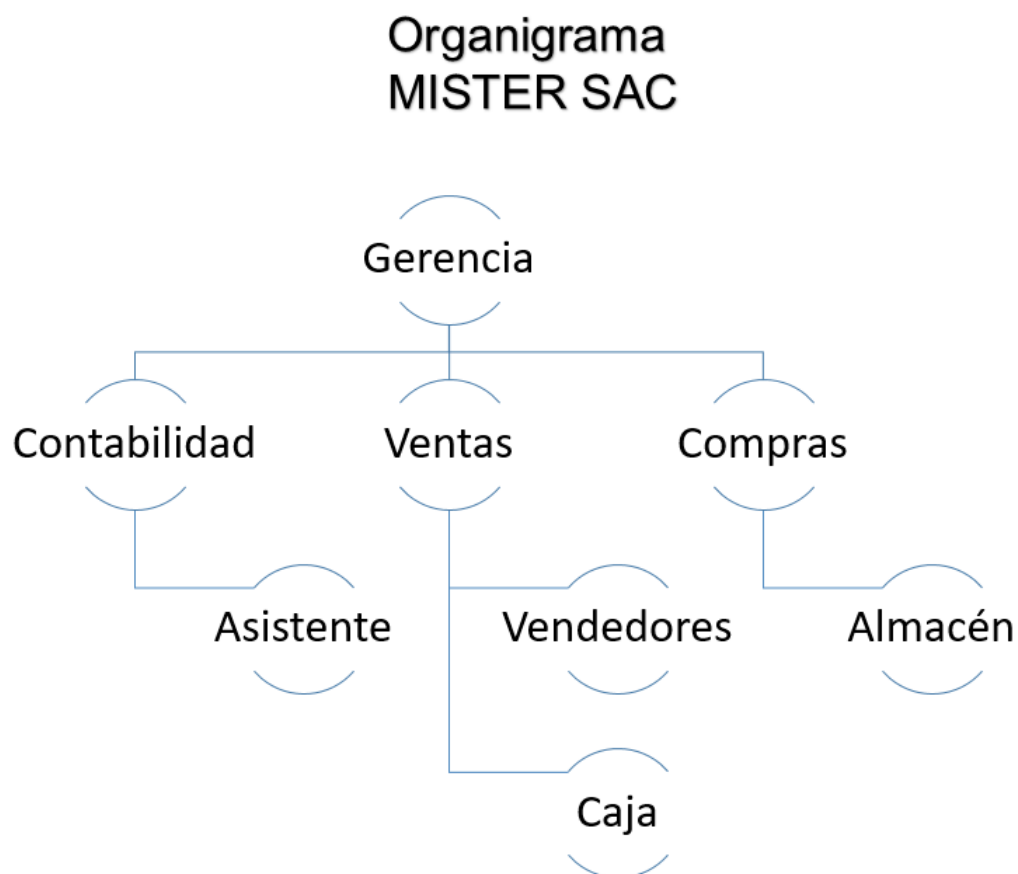 Organigrama
MISTER SAC
Gerencia
Contabilidad
Ventas
Compras
Asistente
Vendedores
Almacén
Caja